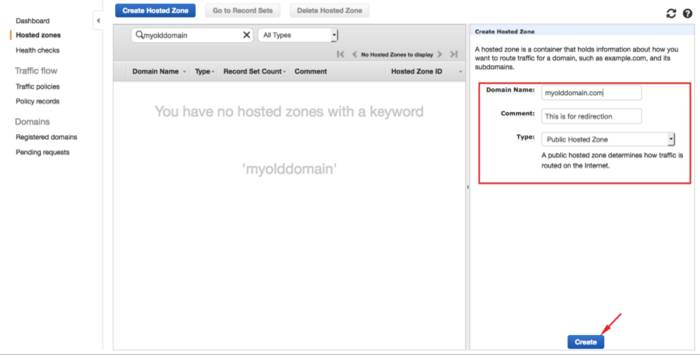 Create Hosted Zone
Go to Record Sets
Delete Hosted Zone
Dashboard
Hosted zones
Health checks
Traffic flow
Traffic policies
Policy records
Domains
Registered domains
Pending requests
myolddomain
All Types
No Hosted Zones to display
Domain Name
Type
Record Set Count
Comment
Hosted Zone ID
You have no hosted zones with a keyword
'myolddomain'
Create Hosted Zone
A hosted zone is a container that holds information about how you
want to route traffic for a domain, such as example.com, and its
subdomains.
Domain Name:
myolddomain.com
Comment:
This is for redirection
Type:
Public Hosted Zone
A public hosted zone determines how traffic is
routed on the Internet.
Create